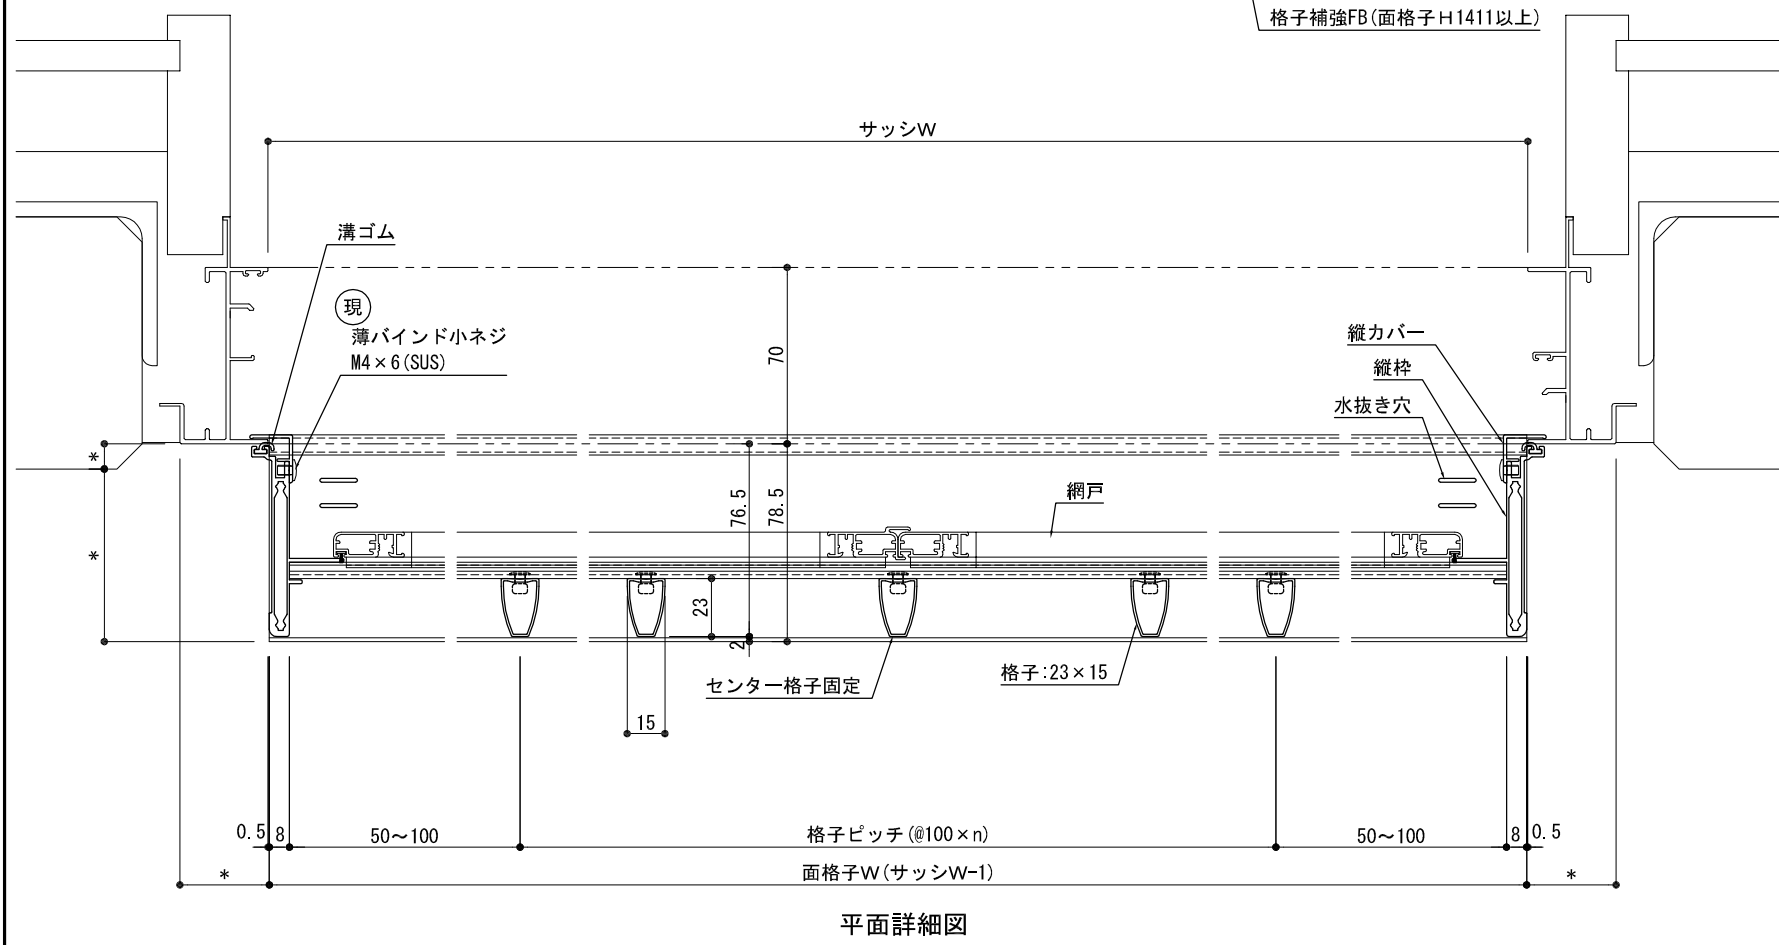 格子補強FB(面格子H1411以上)
サッシW
溝ゴム
現
薄バインド小ネジ
M4×6(SUS)
70
縦カバー
縦枠
水抜き穴
*
*
76.5
78.5
網戸
23
2
センター格子固定
格子:23×15
15
0.5
8
50〜100
格子ピッチ(@100×n)
50〜100
8
0.5
*
面格子W(サッシW-1)
*
平面詳細図